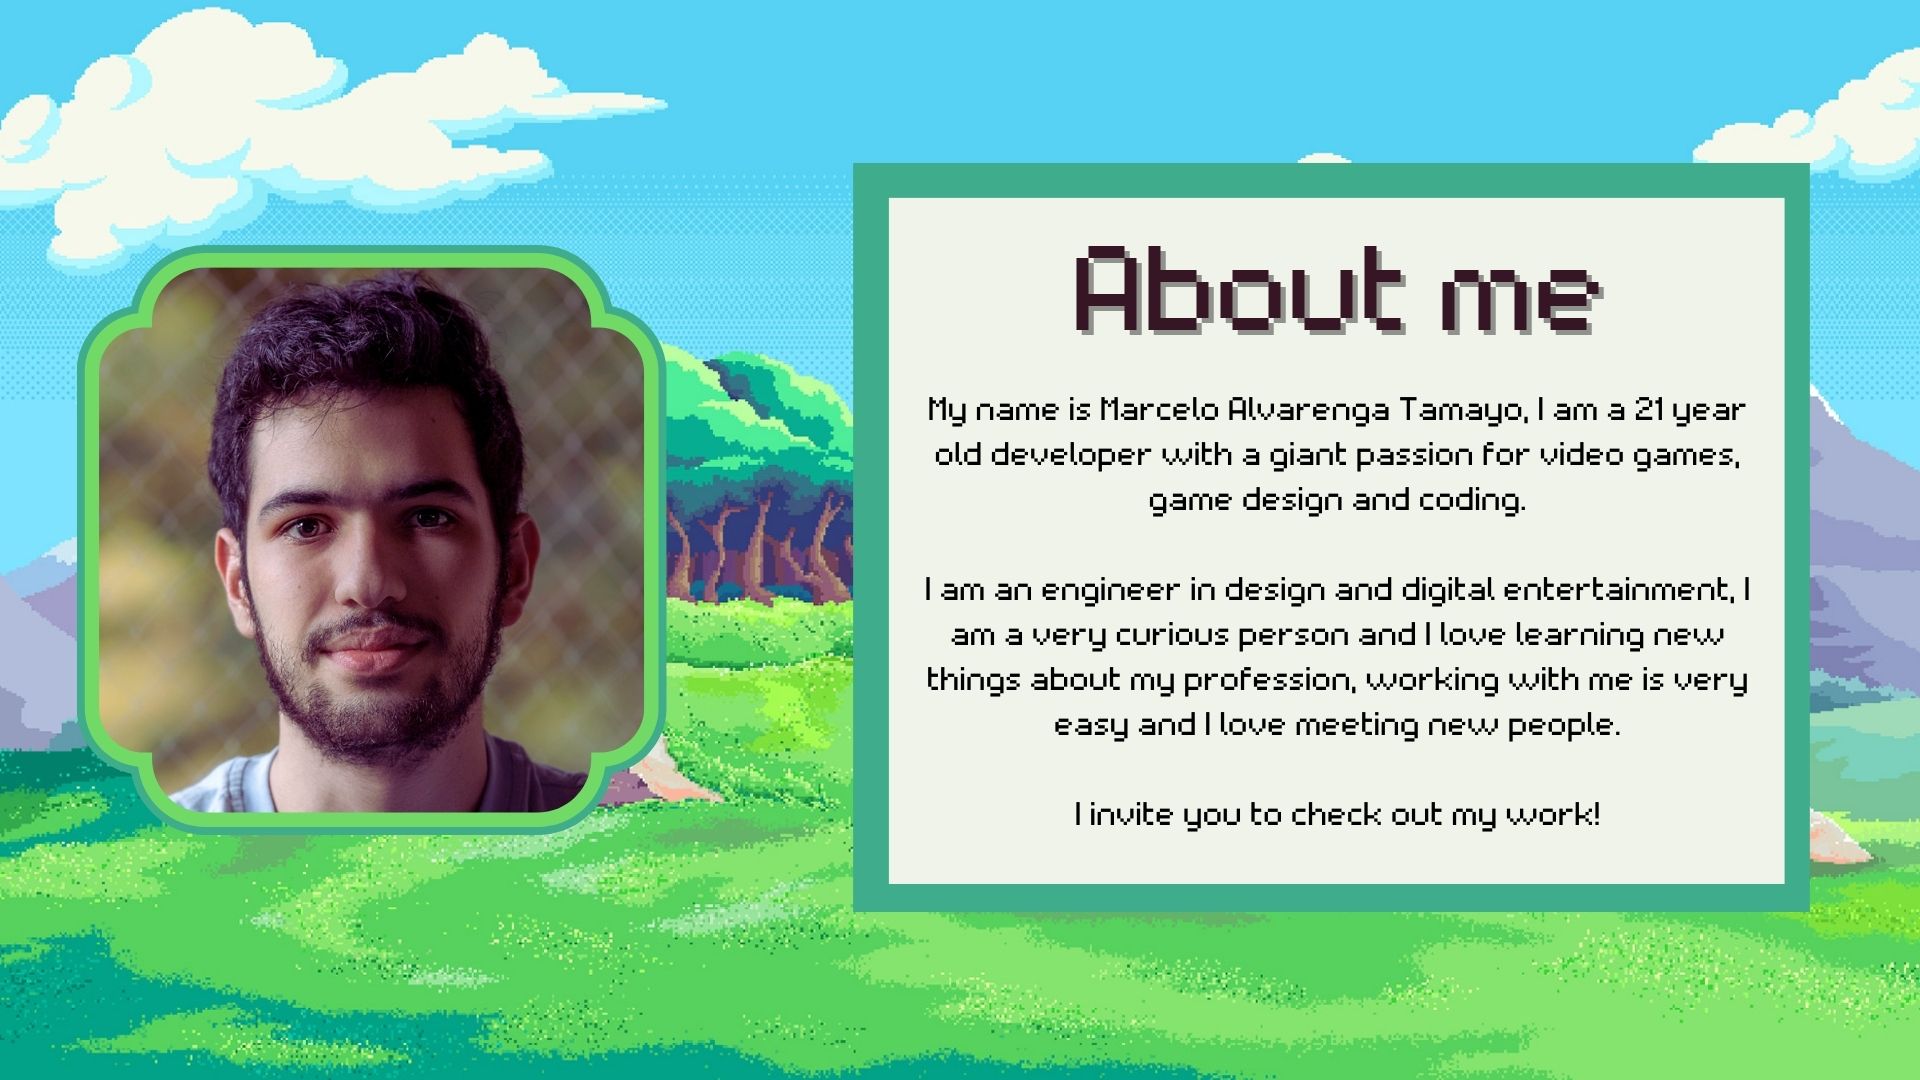 About me
My name is Marcelo Alvarenga Tamayo, I am a 21 year
old developer with a giant passion for video games,
game design and coding.
I am an engineer in design and digital entertainment, I
am a very curious person and I love learning new
things about my profession, working with me is very
easy and I love meeting new people.
I invite you to check out my work!